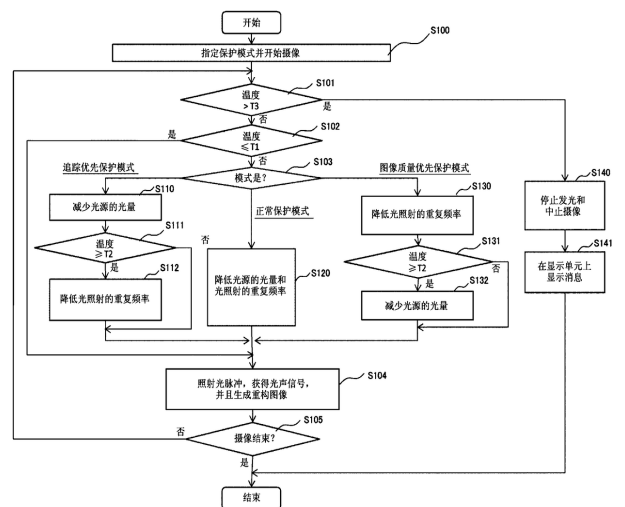 开始
S100
指定保护模式并开始摄像
S101
温度
＞T3
是
否
S102
是
温度
≤T1
否
S103
追踪优先保护模式
模式是？
图像质量优先保护模式
S110
减少光源的光量
正常保护模式
S130
降低光照射的重复频率
S140
停止发光和
中止摄像
S111
温度
≥T2
否
是
S112
降低光照射的重复频率
S120
降低光源的光量和
光照射的重复频率
S131
温度
≥T2
否
是
S132
减少光源的光量
S141
在显示单元上
显示消息
S104
照射光脉冲，获得光声信号，
并且生成重构图像
S105
否
摄像结束？
是
结束